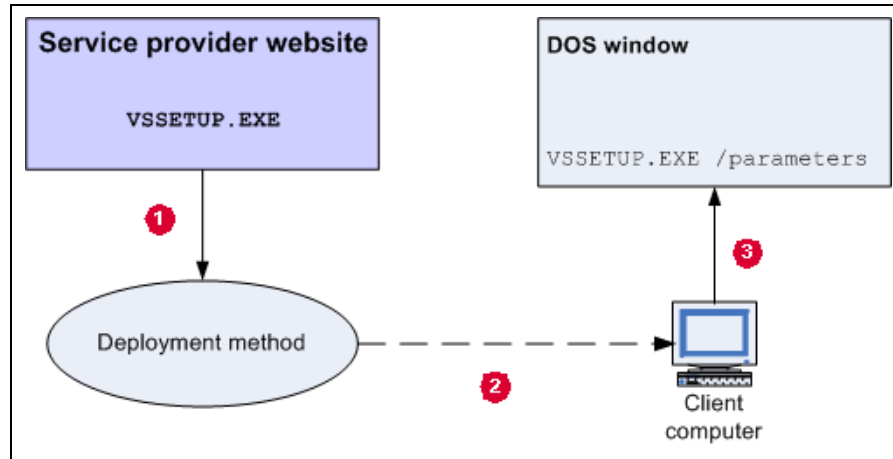 Service provider website
VSSETUP.EXE
DOS window
VSSETUP.EXE /parameters
1
3
Deployment method
2
Client
computer